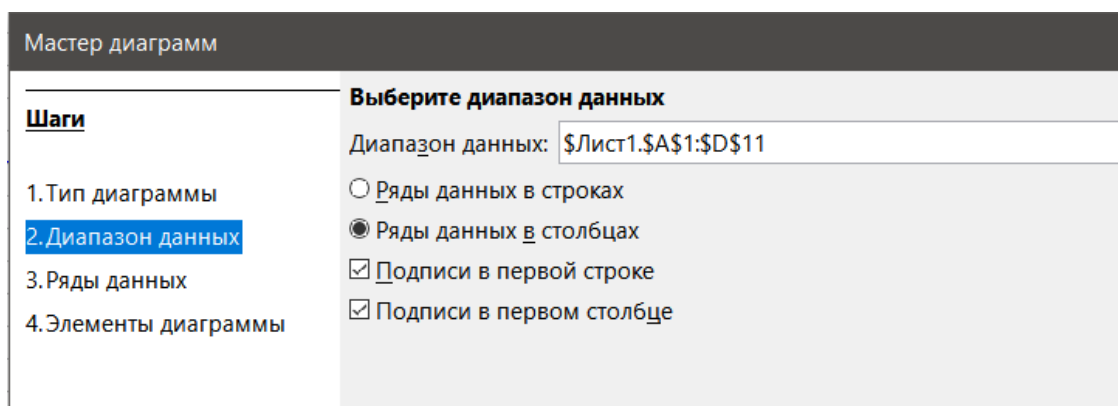 Мастер диаграмм
Шаги
1.Тип диаграммы
2.Диапазон данных
3.Ряды данных
4.Элементы диаграммы
Выберите диапазон данных
Диапазон данных: $Лист1.$A$1:$D$11
Ряды данных в строках
Ряды данных в столбцах
Подписи в первой строке
Подписи в первом столбце